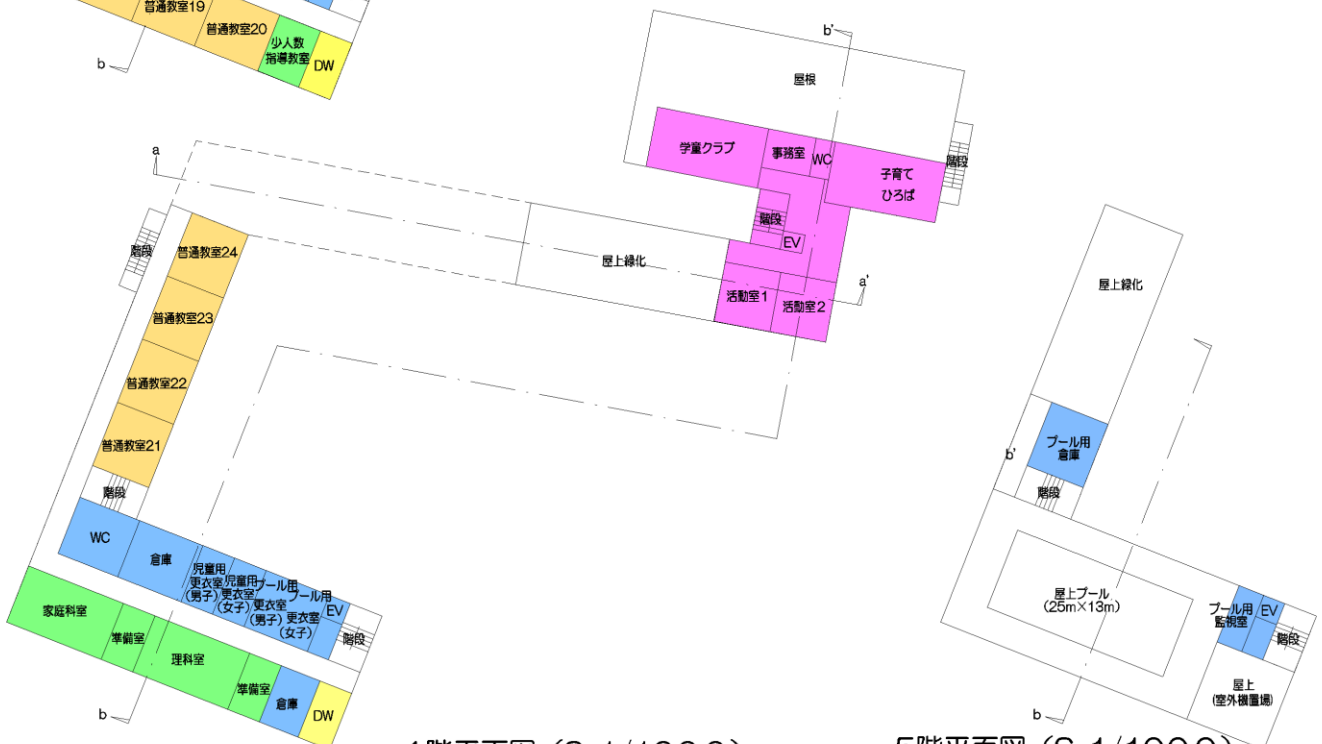 普通教室19
普通教室20
少人数
指導教室
DW
b
b'
屋根
学童クラブ
事務室
WC
子育て
ひろば
階段
階段
EV
活動室1
活動室2
a'
a
屋上緑化
階段
普通教室24
普通教室23
普通教室22
普通教室21
階段
WC
倉庫
児童用
更衣室
(男子)
児童用
更衣室
(女子)
プール用
更衣室
(男子)
プール用
更衣室
(女子)
EV
階段
家庭科室
準備室
理科室
準備室
倉庫
DW
b
屋上緑化
b'
プール用
倉庫
階段
屋上プール
(25m×13m)
プール用
監視室
EV
階段
屋上
(室外機置場)
b
5階平面図